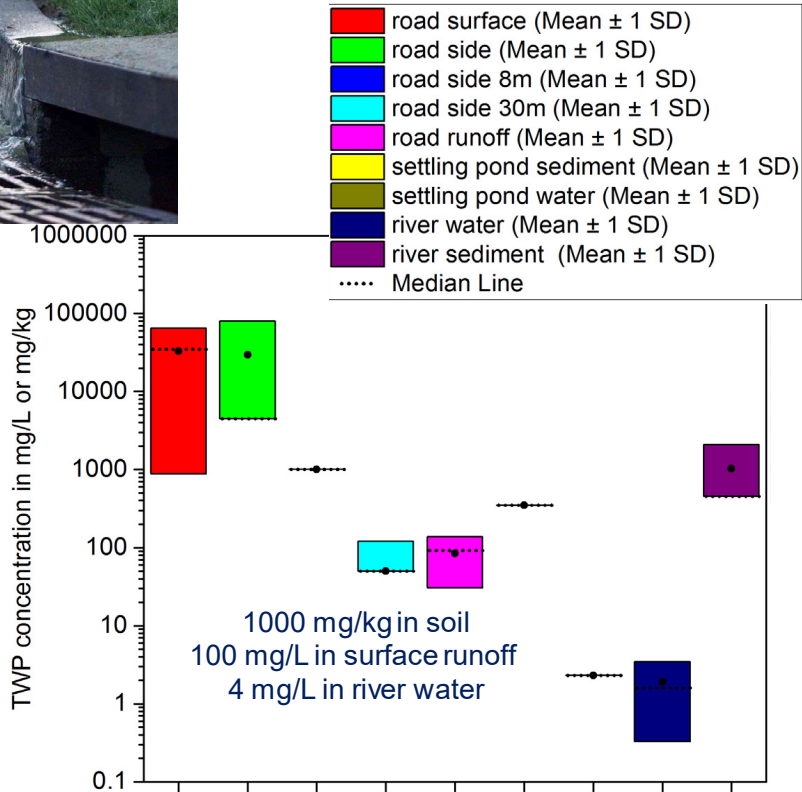 road surface (Mean ± 1 SD)
road side (Mean ± 1 SD)
road side 8m (Mean ± 1 SD)
road side 30m (Mean ± 1 SD)
road runoff (Mean ± 1 SD)
settling pond sediment (Mean ± 1 SD)
settling pond water (Mean ± 1 SD)
river water (Mean ± 1 SD)
river sediment (Mean ± 1 SD)
Median Line
TWP concentration in mg/L or mg/kg
1000000
100000
10000
1000
100
10
1
0.1
1000 mg/kg in soil
100 mg/L in surface runoff
4 mg/L in river water